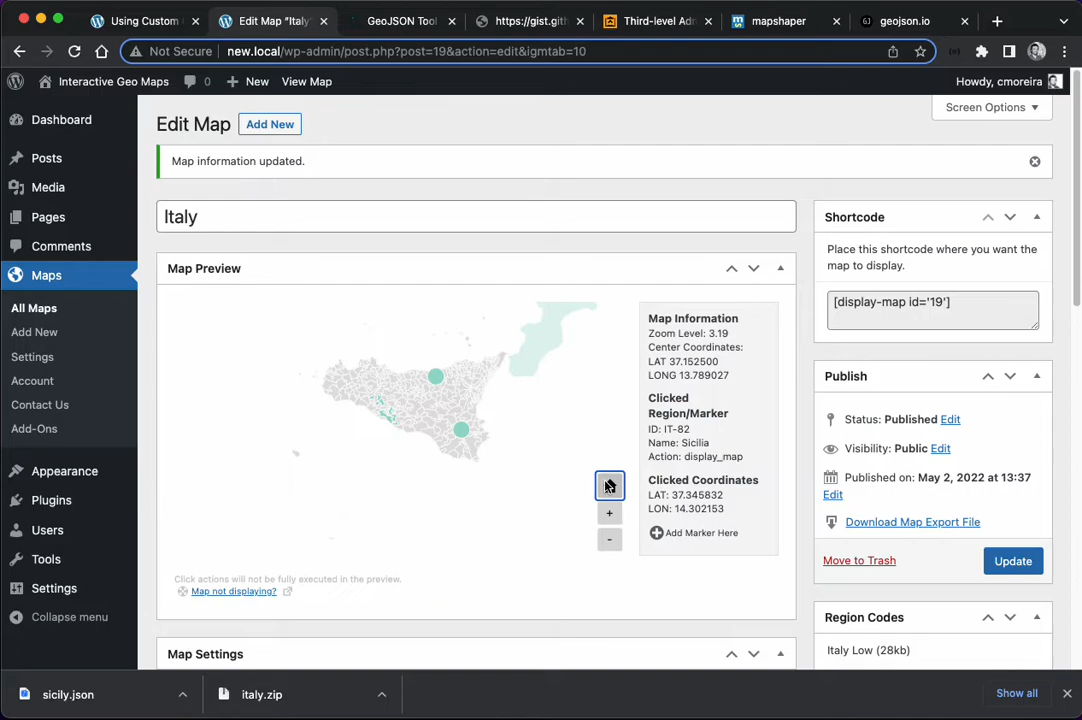 Using Custom
Edit Map "Italy"
GeoJSON Tool
https://gist.gith
Third-level Adm
mapshaper
geojson.io
Not Secure
new.local/wp-admin/post.php?post=19&action=edit&igmtab=10
Interactive Geo Maps
0
New
View Map
Howdy, cmoreira
Dashboard
Posts
Media
Pages
Comments
Maps
All Maps
Add New
Settings
Account
Contact Us
Add-Ons
Appearance
Plugins
Users
Tools
Settings
Collapse menu
Screen Options
Edit Map
Add New
Map information updated.
Italy
Map Preview
Map Information
Zoom Level: 3.19
Center Coordinates:
LAT 37.152500
LONG 13.789027
Clicked
Region/Marker
ID: IT-82
Name: Sicilia
Action: display_map
Clicked Coordinates
LAT: 37.345832
LON: 14.302153
Add Marker Here
+
-
Click actions will not be fully executed in the preview.
Map not displaying?
Map Settings
Shortcode
Place this shortcode where you want the
map to display.
[display-map id='19']
Publish
Status: Published Edit
Visibility: Public Edit
Published on: May 2, 2022 at 13:37
Edit
Download Map Export File
Move to Trash
Update
Region Codes
Italy Low (28kb)
sicily.json
italy.zip
Show all